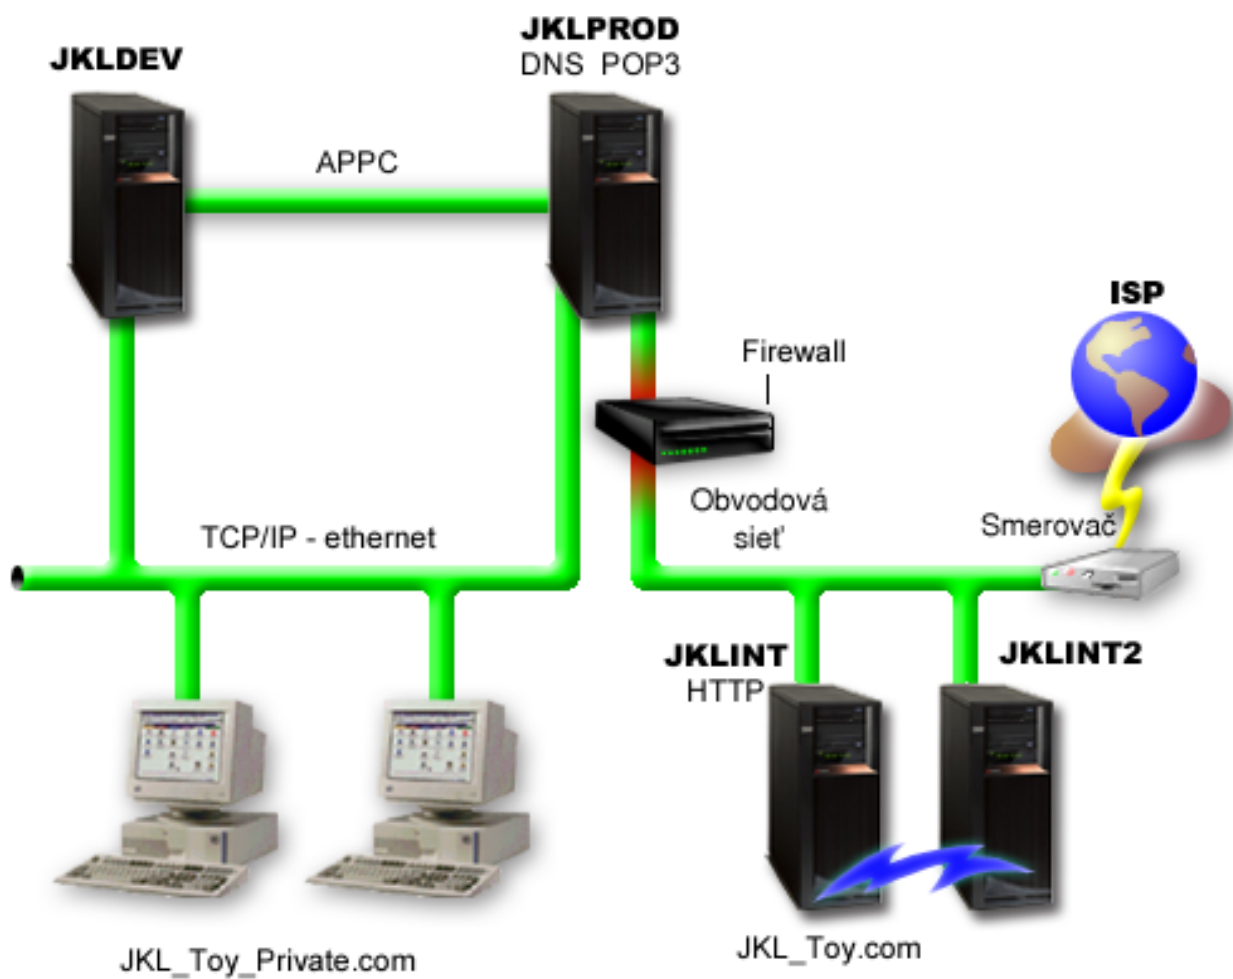 JKLDEV
JKLPROD
DNS POP3
APPC
ISP
Firewall
Obvodová
sieť
Smerovač
TCP/IP - ethernet
JKLINT
HTTP
JKLINT2
JKL_Toy_Private.com
JKL_Toy.com